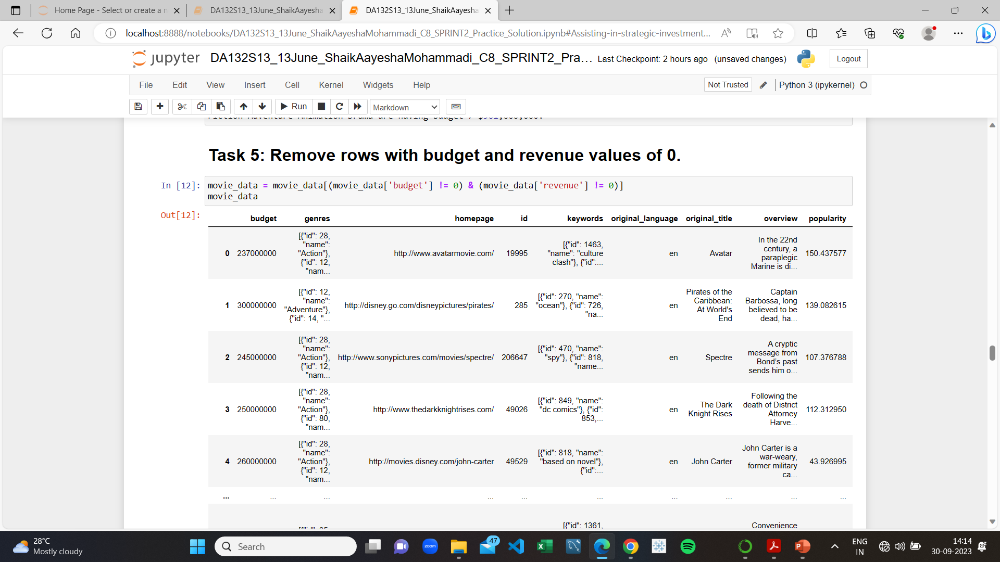 Home Page - Select or create a n
DA132S13_13June_ShaikAayesha
DA132S13_13June_ShaikAayesha
localhost:8888/notebooks/DA132S13_13June_ShaikAayeshaMohammadi_C8_SPRINT2_Practice_Solution.ipynb#Assisting-in-strategic-investment...
jupyter DA132S13_13June_ShaikAayeshaMohammadi_C8_SPRINT2_Pra... Last Checkpoint: 2 hours ago (unsaved changes) Logout
File Edit View Insert Cell Kernel Widgets Help Not Trusted Python 3 (ipykernel)
Run Markdown
Task 5: Remove rows with budget and revenue values of 0.
In [12]: movie_data = movie_data[(movie_data['budget'] != 0) & (movie_data['revenue'] != 0)]
movie_data
Out[12]:
budget genres homepage id keywords original_language original_title overview popularity
0 237000000 [{"id": 28, "name": "Action"}, {"id": 12, "nam... http://www.avatarmovie.com/ 19995 [{"id": 1463, "name": "culture clash"}, {"id":... en Avatar In the 22nd century, a paraplegic Marine is di... 150.437577
1 300000000 [{"id": 12, "name": "Adventure"}, {"id": 14, "... http://disney.go.com/disneypictures/pirates/ 285 [{"id": 270, "name": "ocean"}, {"id": 726, "na... en Pirates of the Caribbean: At World's End Captain Barbossa, long believed to be dead, ha... 139.082615
2 245000000 [{"id": 28, "name": "Action"}, {"id": 12, "nam... http://www.sonypictures.com/movies/spectre/ 206647 [{"id": 470, "name": "spy"}, {"id": 818, "name... en Spectre A cryptic message from Bond’s past sends him o... 107.376788
3 250000000 [{"id": 28, "name": "Action"}, {"id": 80, "nam... http://www.thedarkknightrises.com/ 49026 [{"id": 849, "name": "dc comics"}, {"id": 853,... en The Dark Knight Rises Following the death of District Attorney Harve... 112.312950
4 260000000 [{"id": 28, "name": "Action"}, {"id": 12, "nam... http://movies.disney.com/john-carter 49529 [{"id": 818, "name": "based on novel"}, {"id":... en John Carter John Carter is a war-weary, former military ca... 43.926995
... ... ... ... ... ... ... ... ... ...
[{"id": 1361, Convenience
28°C
Mostly cloudy
Search
zoom
47
ENG
IN
14:14
30-09-2023